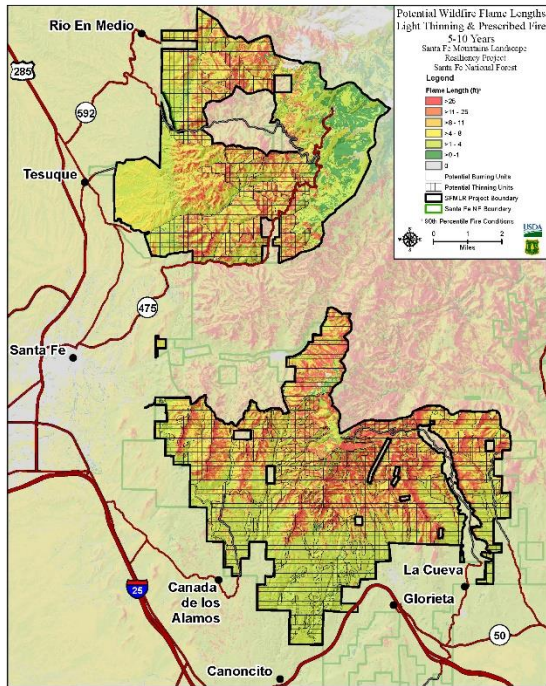 Potential Wildfire Flame Lengths
Light Thinning & Prescribed Fire
5-10 Years
Santa Fe Mountains Landscape
Resiliency Project
Santa Fe National Forest
Legend
Flame Length (ft)*
>25
>11 - 25
>8 - 11
>4 - 8
>1 - 4
>0 -1
0
Potential Burning Units
Potential Thinning Units
SFMLR Project Boundary
Santa Fe NF Boundary
* 90th Percentile Fire Conditions
0 1 2
Miles
USDA
Rio En Medio
285
592
Tesuque
475
Santa Fe
La Cueva
25
Canada
de los
Alamos
Glorieta
50
Canoncito